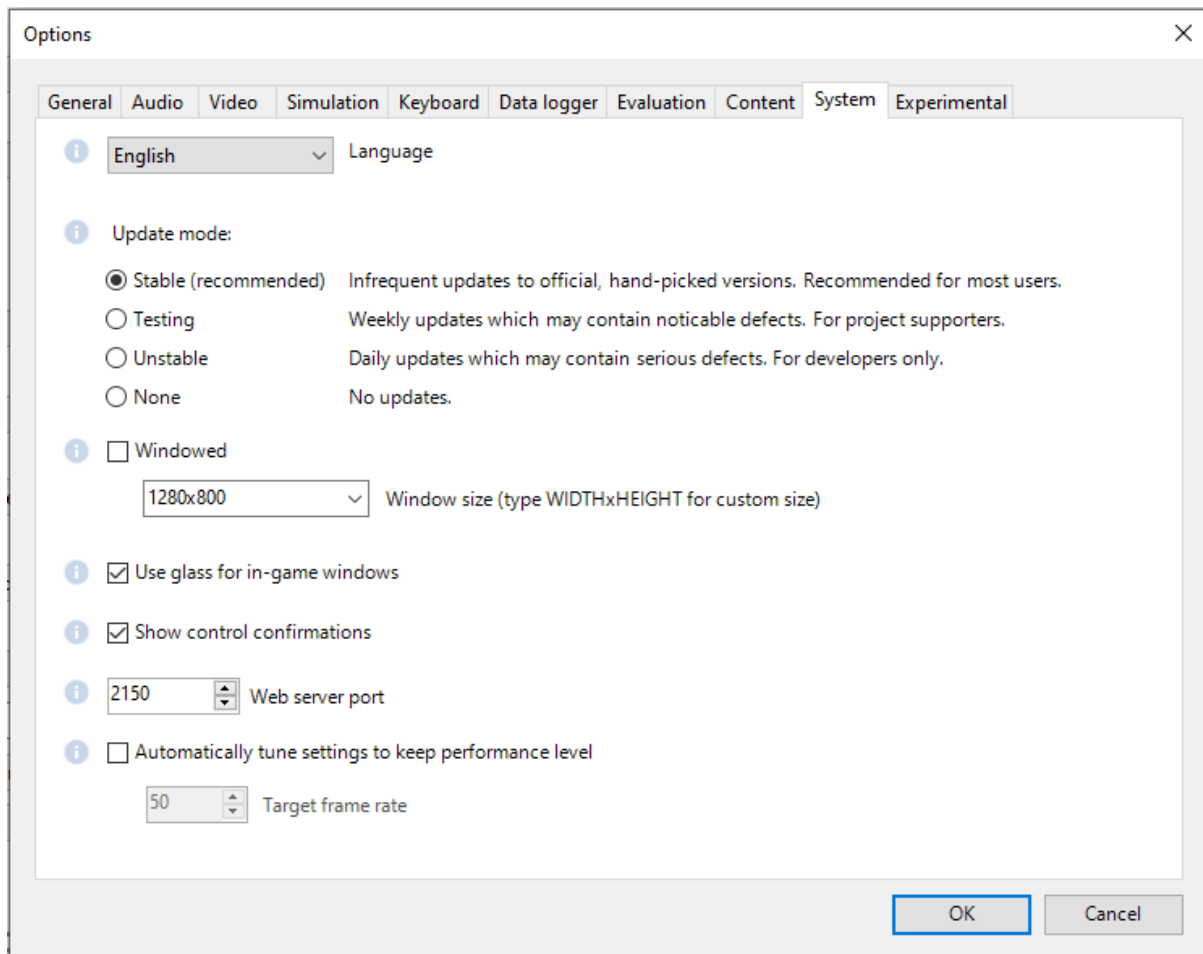 Options
General Audio Video Simulation Keyboard Data logger Evaluation Content System Experimental
English Language
Update mode:
Stable (recommended) Infrequent updates to official, hand-picked versions. Recommended for most users.
Testing Weekly updates which may contain noticable defects. For project supporters.
Unstable Daily updates which may contain serious defects. For developers only.
None No updates.
Windowed
1280x800 Window size (type WIDTHxHEIGHT for custom size)
Use glass for in-game windows
Show control confirmations
2150 Web server port
Automatically tune settings to keep performance level
50 Target frame rate
OK Cancel